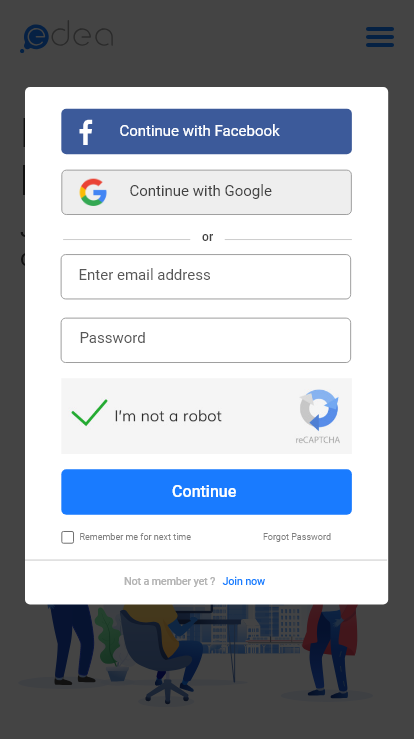 edea
Continue with Facebook
Continue with Google
or
Enter email address
Password
I'm not a robot
reCAPTCHA
Continue
Remember me for next time
Forgot Password
Not a member yet ? Join now